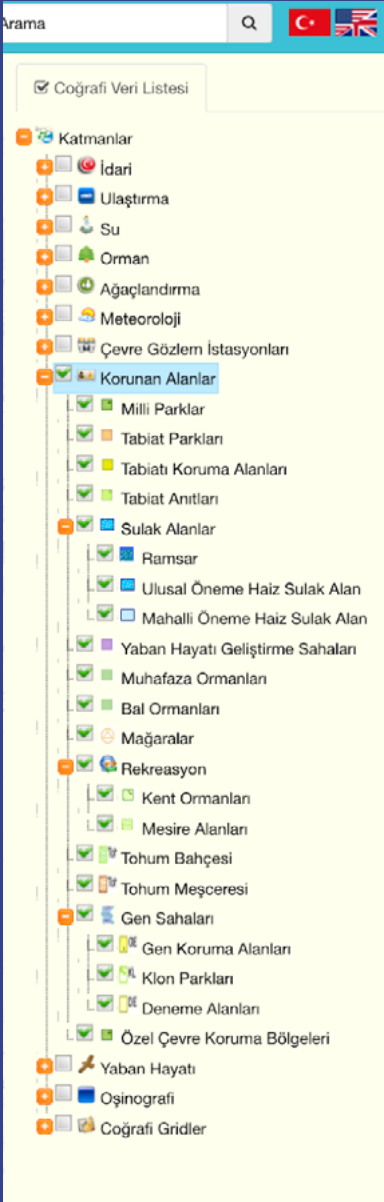 Arama
Coğrafi Veri Listesi
Katmanlar
İdari
Ulaştırma
Su
Orman
Ağaçlandırma
Meteoroloji
Çevre Gözlem İstasyonları
Korunan Alanlar
Milli Parklar
Tabiat Parkları
Tabiatı Koruma Alanları
Tabiat Anıtları
Sulak Alanlar
Ramsar
Ulusal Öneme Haiz Sulak Alan
Mahalli Öneme Haiz Sulak Alan
Yaban Hayatı Geliştirme Sahaları
Muhafaza Ormanları
Bal Ormanları
Mağaralar
Rekreasyon
Kent Ormanları
Mesire Alanları
Tohum Bahçesi
Tohum Meşceresi
Gen Sahaları
Gen Koruma Alanları
Klon Parkları
Deneme Alanları
Özel Çevre Koruma Bölgeleri
Yaban Hayatı
Oşinografi
Coğrafi Gridler